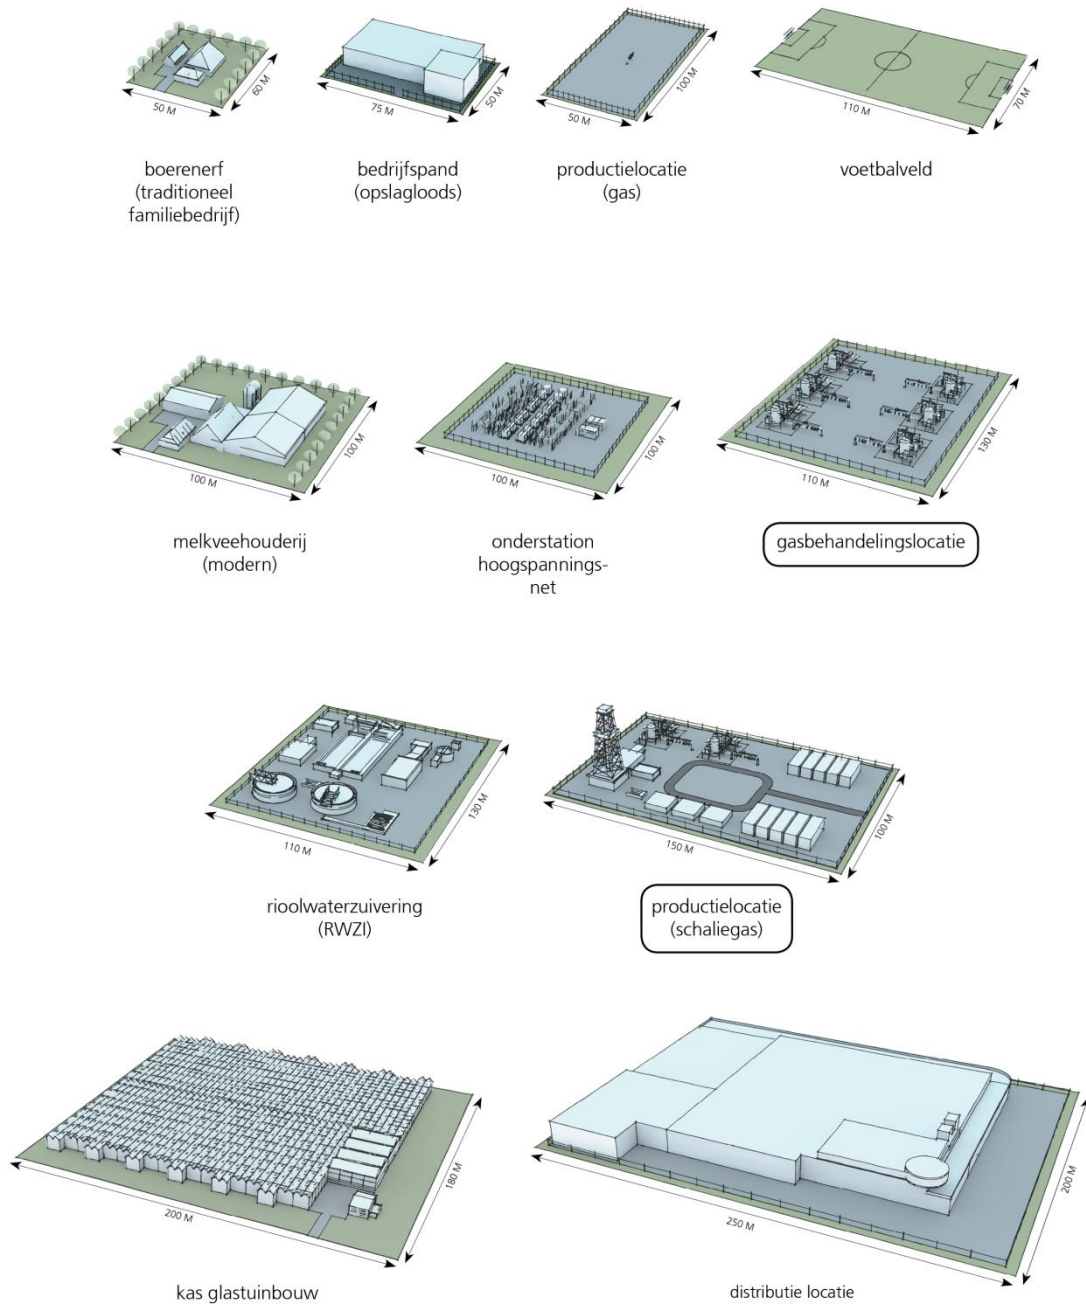 50 M
60 M
75 M
50 M
50 M
100 M
110 M
70 M
boerenerf
(traditioneel
familiebedrijf)
bedrijfspand
(opslagloods)
productielocatie
(gas)
voetbalveld
100 M
100 M
100 M
100 M
110 M
130 M
melkveehouderij
(modern)
onderstation
hoogspannings-
net
gasbehandelingslocatie
110 M
130 M
150 M
100 M
rioolwaterzuivering
(RWZI)
productielocatie
(schaliegas)
200 M
180 M
250 M
200 M
kas glastuinbouw
distributie locatie